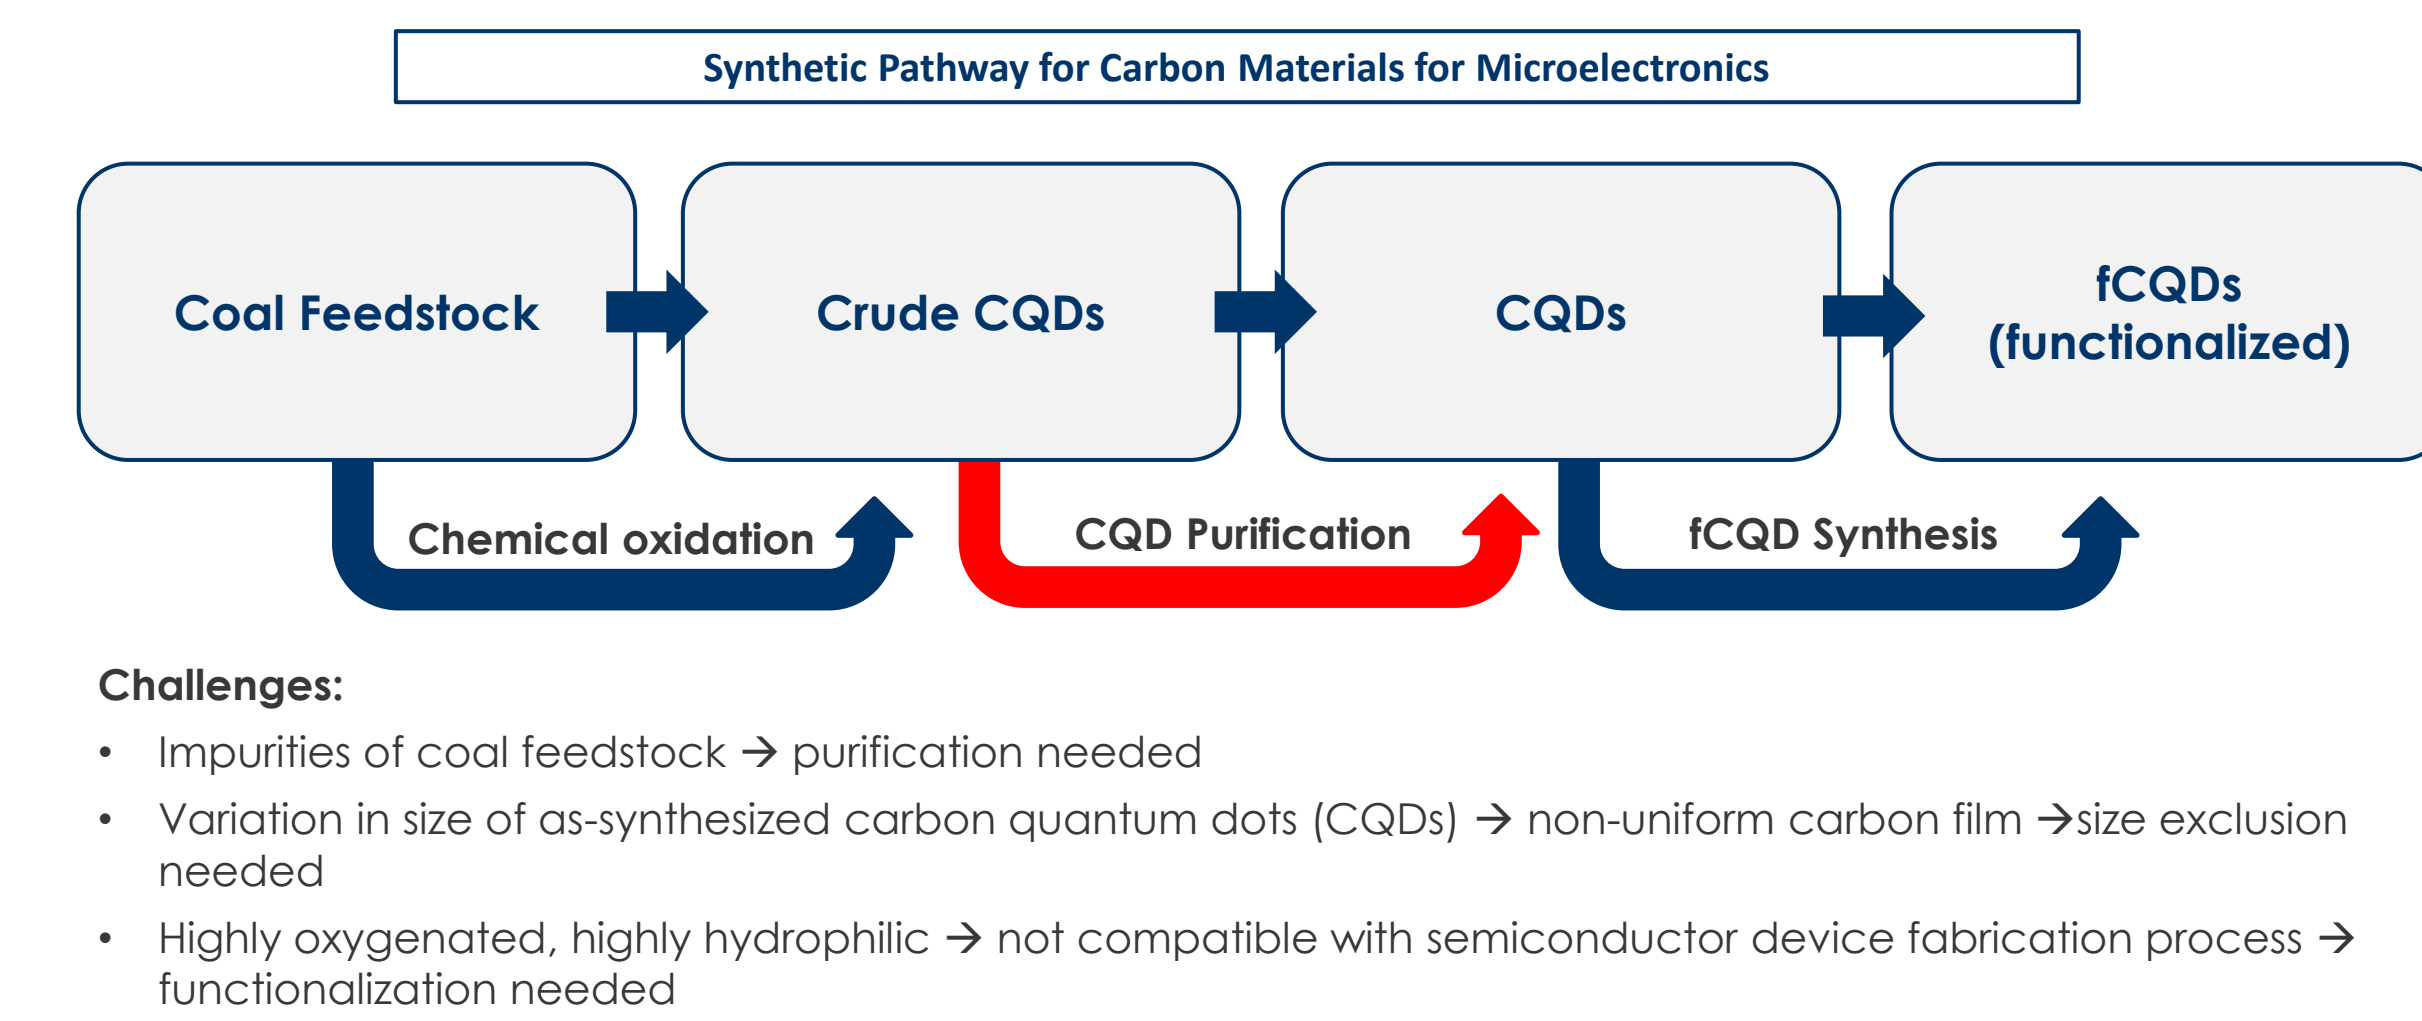 Synthetic Pathway for Carbon Materials for Microelectronics
Coal Feedstock
Crude CQDs
CQDs
fCQDs
(functionalized)
Chemical oxidation
CQD Purification
fCQD Synthesis
Challenges:
• Impurities of coal feedstock → purification needed
• Variation in size of as-synthesized carbon quantum dots (CQDs) → non-uniform carbon film →size exclusion
needed
• Highly oxygenated, highly hydrophilic → not compatible with semiconductor device fabrication process →
functionalization needed